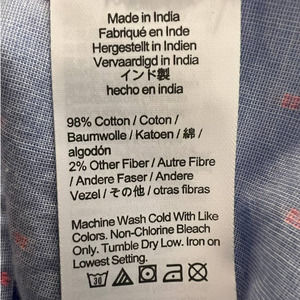 Made in India
Fabriqué en Inde
Hergestellt in Indien
Vervaardigd in India
インド製
hecho en india
98% Cotton / Coton /
Baumwolle / Katoen / 綿 /
algodón
2% Other Fiber / Autre Fibre
/ Andere Faser / Andere
Vezel / その他 / otras fibras
Machine Wash Cold With Like
Colors. Non-Chlorine Bleach
Only. Tumble Dry Low. Iron on
Lowest Setting.
30